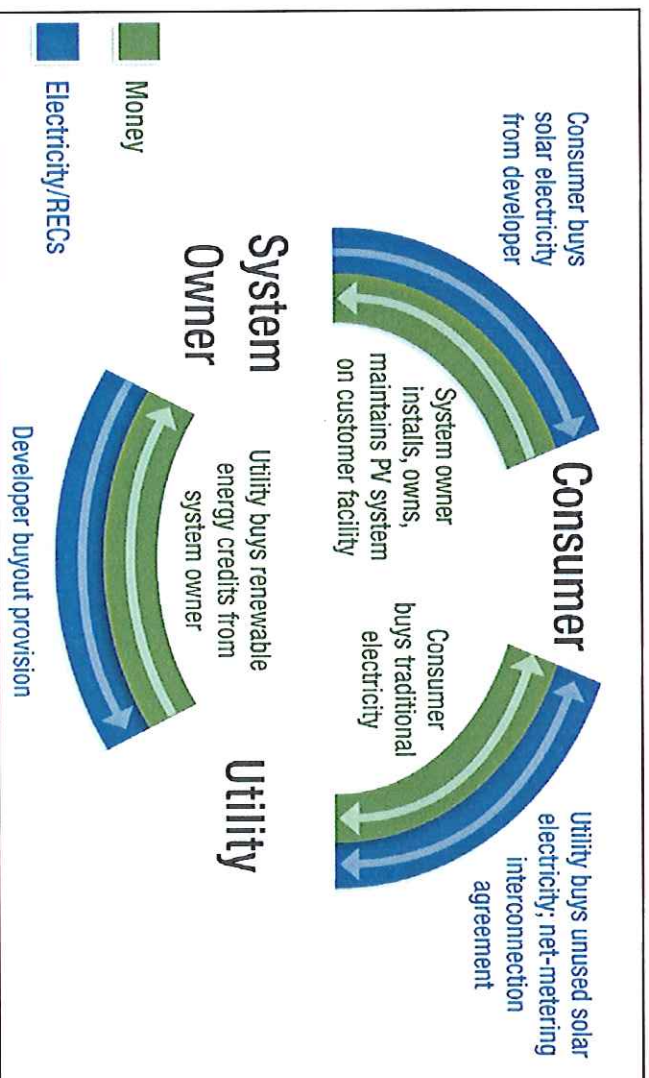 Consumer buys
solar electricity
from developer
Consumer
Utility buys unused solar
electricity; net-metering
interconnection
agreement
System owner
installs, owns,
maintains PV system
on customer facility
Consumer
buys traditional
electricity
System
Owner
Utility buys renewable
energy credits from
system owner
Utility
Developer buyout provision
Money
Electricity/RECs